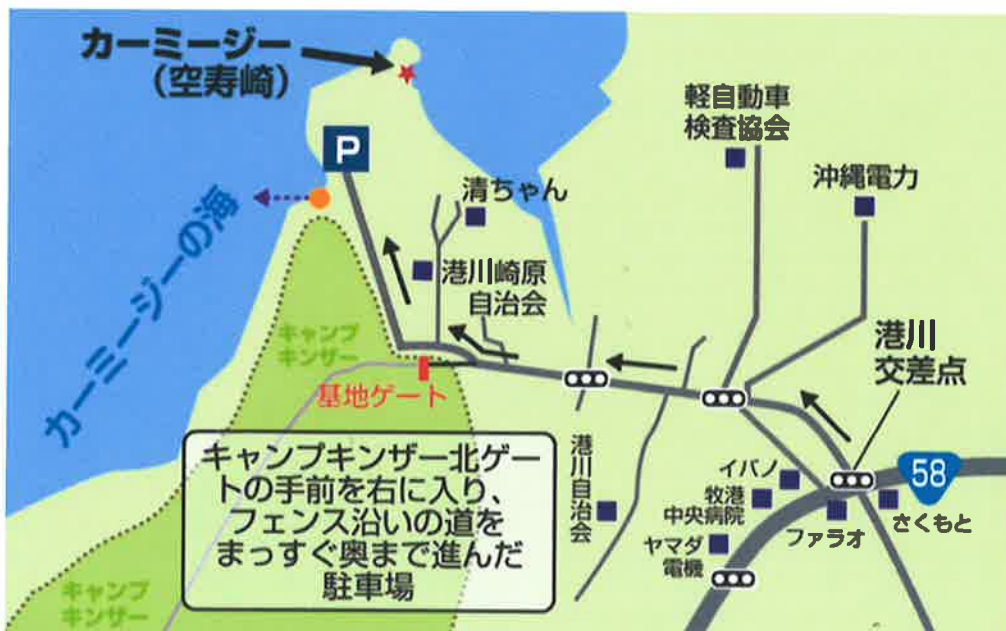 カーミージー
(空寿崎)
P
軽自動車
検査協会
沖縄電力
清ちゃん
カーミージーの海
港川崎原
自治会
港川
交差点
キャンプ
キンザー
基地ゲート
キャンプキンザー北ゲー
トの手前を右に入り、
フェンス沿いの道を
まっすぐ奥まで進んだ
駐車場
港川自治会
イバノ
牧港
中央病院
58
さくもと
ファラオ
ヤマダ
電機
キャンプ
キンザー